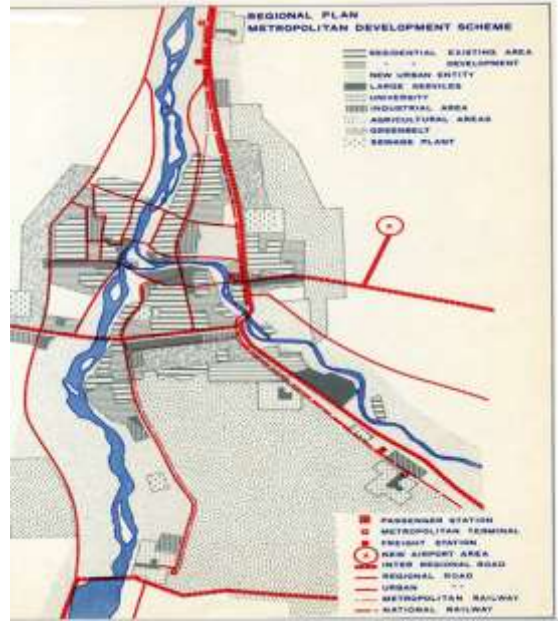 REGIONAL PLAN
METROPOLITAN DEVELOPMENT SCHEME
RESIDENTIAL EXISTING AREA
" " DEVELOPMENT
NEW URBAN ENTITY
LARGE SERVICES
UNIVERSITY
INDUSTRIAL AREA
AGRICULTURAL AREAS
GREENBELT
SEWAGE PLANT
PASSENGER STATION
METROPOLITAN TERMINAL
FREIGHT STATION
NEW AIRPORT AREA
INTER REGIONAL ROAD
REGIONAL ROAD
URBAN " "
METROPOLITAN RAILWAY
NATIONAL RAILWAY